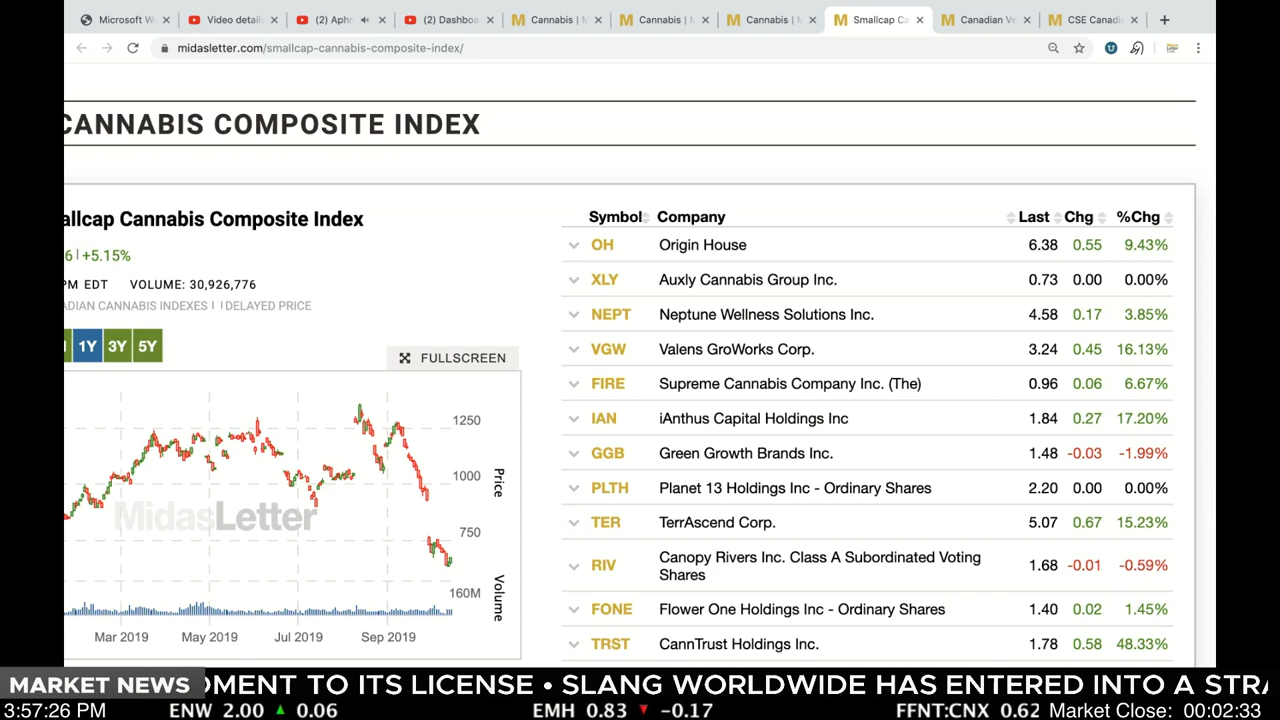 Microsoft W
Video detail
(2) Aphr
(2) Dashbo
Cannabis | M
Cannabis | M
Cannabis | M
Smallcap Ca
Canadian Ve
CSE Canadi
midasletter.com/smallcap-cannabis-composite-index/
CANNABIS COMPOSITE INDEX
allcap Cannabis Composite Index
6 | +5.15%
PM EDT VOLUME: 30,926,776
ADIAN CANNABIS INDEXES | | DELAYED PRICE
1Y 3Y 5Y
FULLSCREEN
1250
1000
750
160M
Price
Volume
MidasLetter
Mar 2019 May 2019 Jul 2019 Sep 2019
Symbol Company Last Chg %Chg
OH Origin House 6.38 0.55 9.43%
XLY Auxly Cannabis Group Inc. 0.73 0.00 0.00%
NEPT Neptune Wellness Solutions Inc. 4.58 0.17 3.85%
VGW Valens GroWorks Corp. 3.24 0.45 16.13%
FIRE Supreme Cannabis Company Inc. (The) 0.96 0.06 6.67%
IAN iAnthus Capital Holdings Inc 1.84 0.27 17.20%
GGB Green Growth Brands Inc. 1.48 -0.03 -1.99%
PLTH Planet 13 Holdings Inc - Ordinary Shares 2.20 0.00 0.00%
TER TerrAscend Corp. 5.07 0.67 15.23%
RIV Canopy Rivers Inc. Class A Subordinated Voting Shares 1.68 -0.01 -0.59%
FONE Flower One Holdings Inc - Ordinary Shares 1.40 0.02 1.45%
TRST CannTrust Holdings Inc. 1.78 0.58 48.33%
MARKET NEWS DMENT TO ITS LICENSE • SLANG WORLDWIDE HAS ENTERED INTO A STRA
3:57:26 PM ENW 2.00 ▲ 0.06 EMH 0.83 ▼ -0.17 FFNT:CNX 0.62 Market Close: 00:02:33